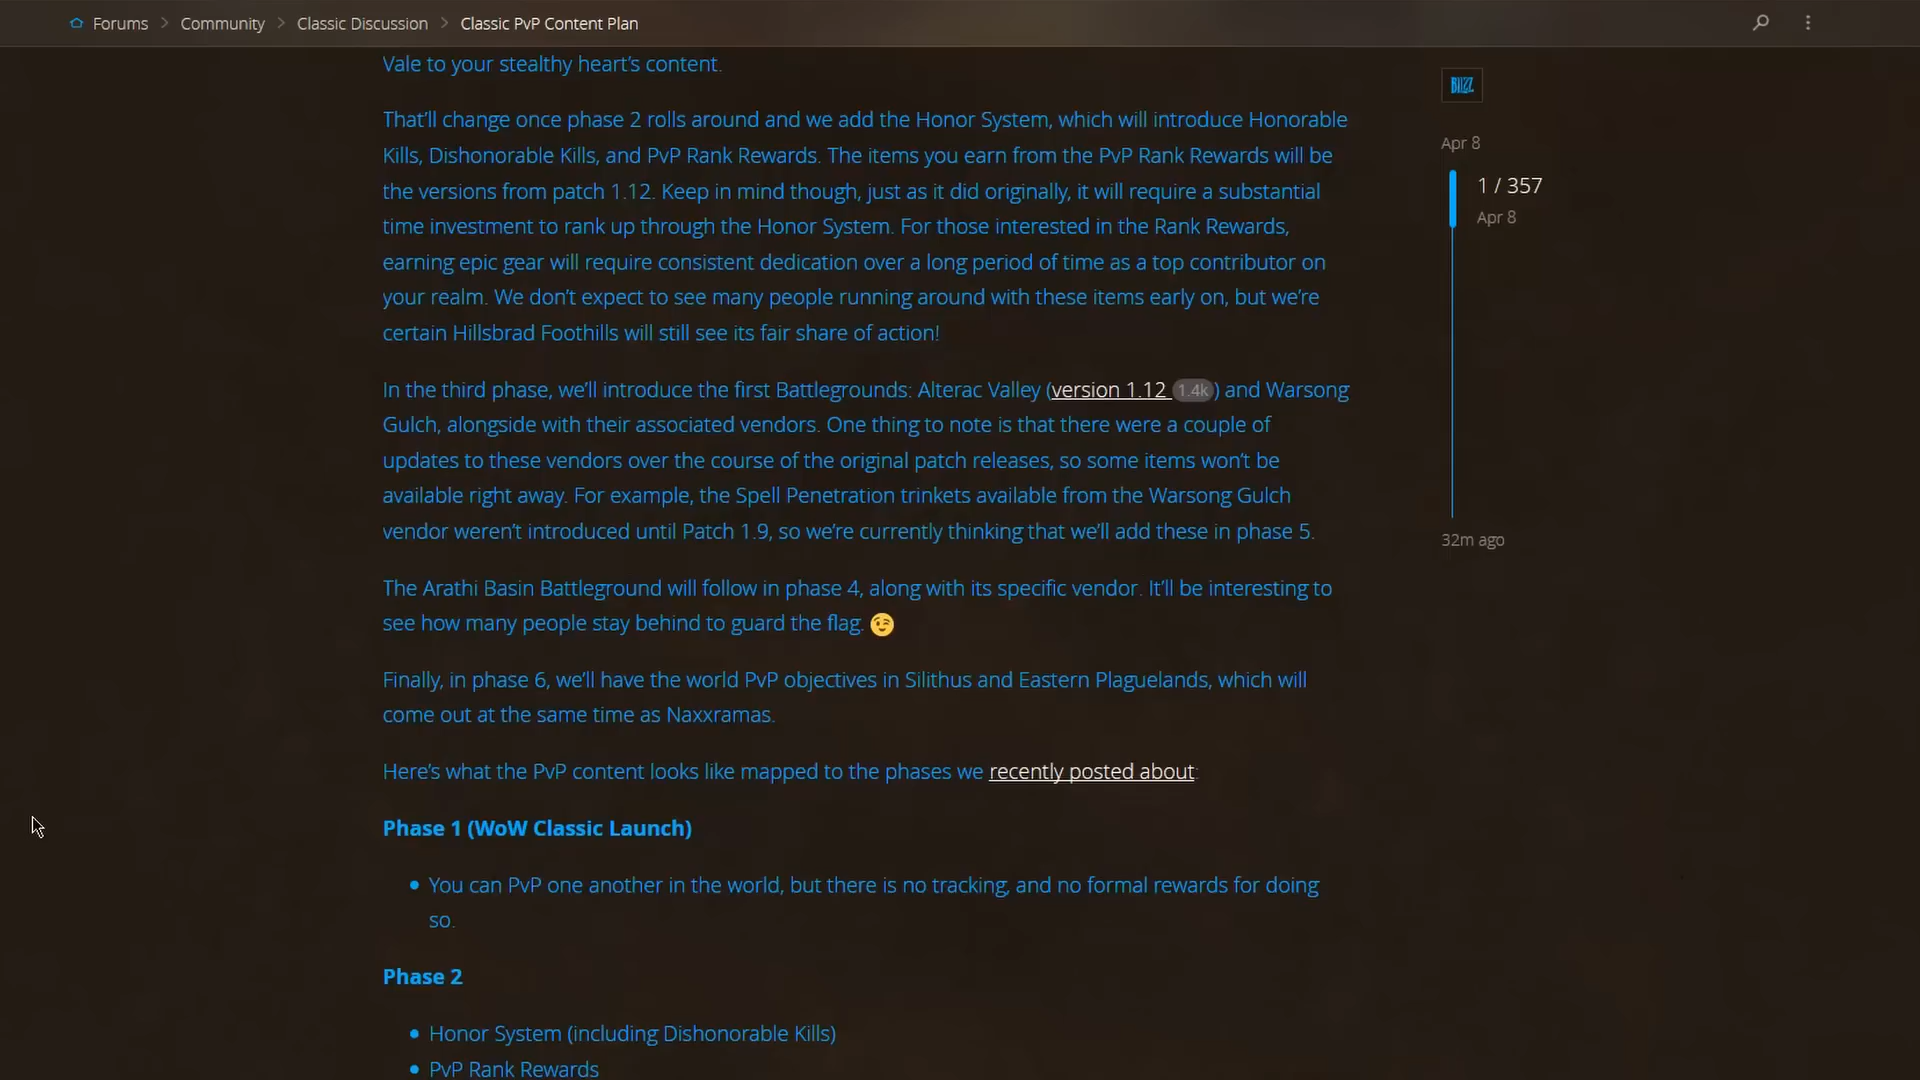 Forums > Community > Classic Discussion > Classic PvP Content Plan
Vale to your stealthy heart's content.
That'll change once phase 2 rolls around and we add the Honor System, which will introduce Honorable
Kills, Dishonorable Kills, and PvP Rank Rewards. The items you earn from the PvP Rank Rewards will be
the versions from patch 1.12. Keep in mind though, just as it did originally, it will require a substantial
time investment to rank up through the Honor System. For those interested in the Rank Rewards,
earning epic gear will require consistent dedication over a long period of time as a top contributor on
your realm. We don't expect to see many people running around with these items early on, but we're
certain Hillsbrad Foothills will still see its fair share of action!
In the third phase, we'll introduce the first Battlegrounds: Alterac Valley (version 1.12 1.4k) and Warsong
Gulch, alongside with their associated vendors. One thing to note is that there were a couple of
updates to these vendors over the course of the original patch releases, so some items won't be
available right away. For example, the Spell Penetration trinkets available from the Warsong Gulch
vendor weren't introduced until Patch 1.9, so we're currently thinking that we'll add these in phase 5.
The Arathi Basin Battleground will follow in phase 4, along with its specific vendor. It'll be interesting to
see how many people stay behind to guard the flag. 😉
Finally, in phase 6, we'll have the world PvP objectives in Silithus and Eastern Plaguelands, which will
come out at the same time as Naxxramas.
Here's what the PvP content looks like mapped to the phases we recently posted about:
Phase 1 (WoW Classic Launch)
• You can PvP one another in the world, but there is no tracking, and no formal rewards for doing
so.
Phase 2
• Honor System (including Dishonorable Kills)
• PvP Rank Rewards
BLIZZ
Apr 8
1 / 357
Apr 8
32m ago